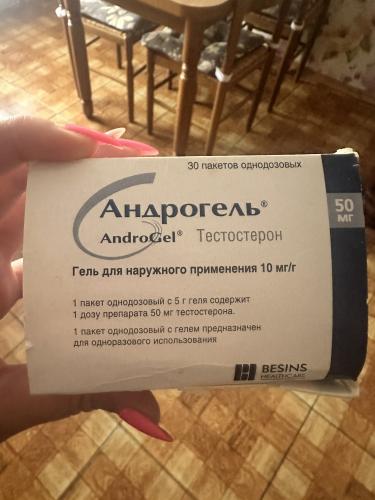 30 пакетов однодозовых
Андрогель®
50 мг
AndroGel® Тестостерон
Гель для наружного применения 10 мг/г
1 пакет однодозовый с 5 г геля содержит
1 дозу препарата 50 мг тестостерона.
1 пакет однодозовый с гелем предназначен
для одноразового использования
BESINS
HEALTHCARE